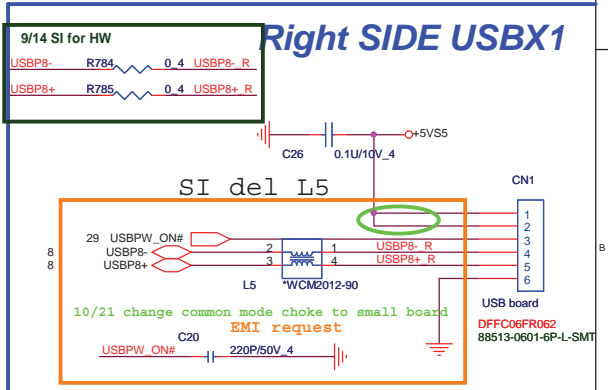 9/14 SI for HW
Right SIDE USBX1
USBP8- R784 0_4 USBP8-_R
USBP8+ R785 0_4 USBP8+_R
+5VS5
C26 0.1U/10V_4
SI del L5
CN1
1
2
3
4
5
6
29 USBPW_ON#
8 USBP8- 2 1 USBP8-_R
8 USBP8+ 3 4 USBP8+_R
L5 *WCM2012-90
B
USB board
10/21 change common mode choke to small board
EMI request
DFFC06FR062
88513-0601-6P-L-SMT
C20
USBPW_ON# 220P/50V_4